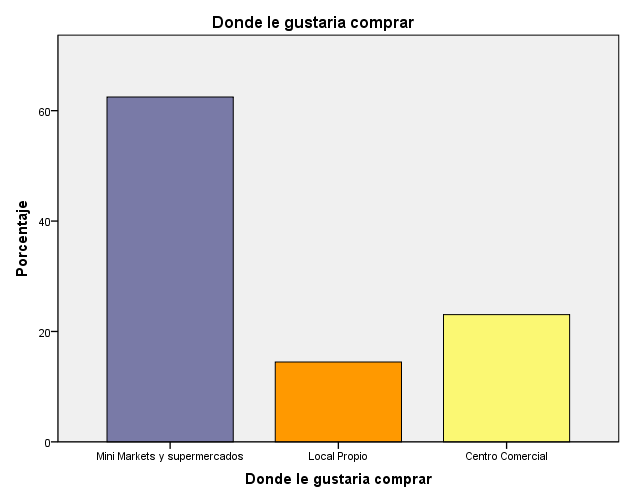 Donde le gustaria comprar
Porcentaje
60
40
20
0
Mini Markets y supermercados
Local Propio
Centro Comercial
Donde le gustaria comprar